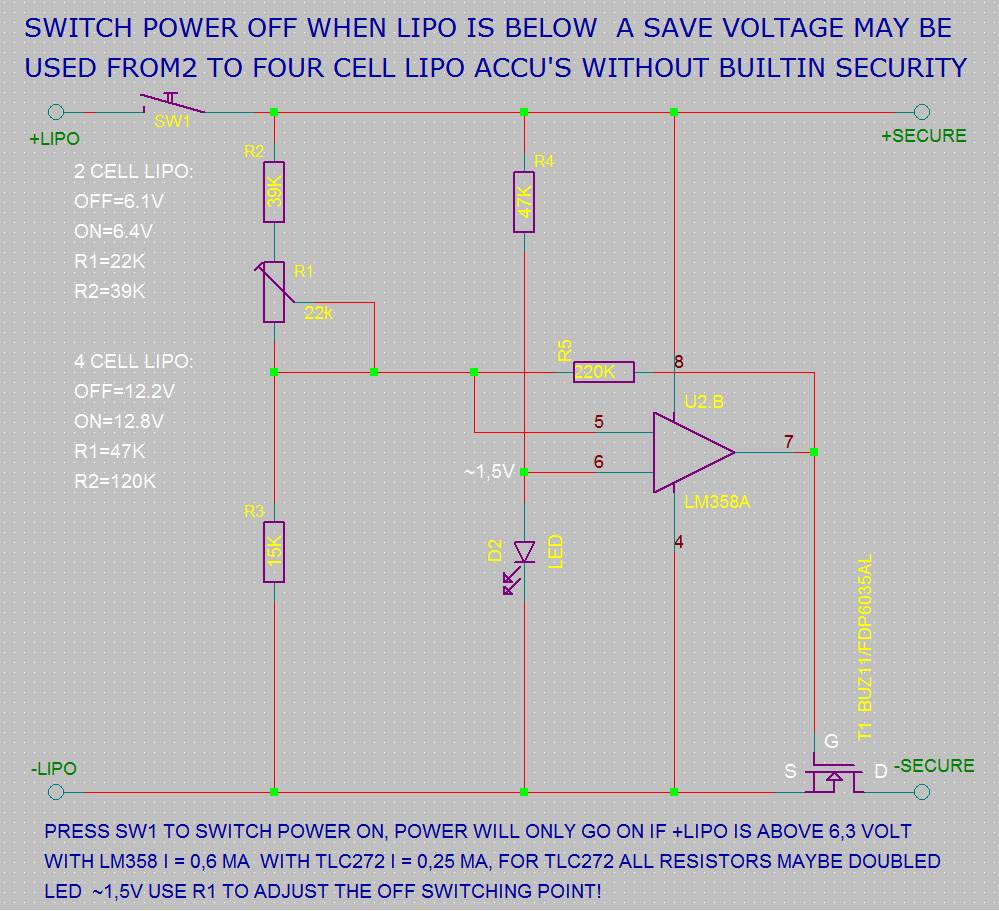 SWITCH POWER OFF WHEN LIPO IS BELOW  A SAVE VOLTAGE MAY BE
USED FROM2 TO FOUR CELL LIPO ACCU'S WITHOUT BUILTIN SECURITY
+LIPO
SW1
+SECURE
2 CELL LIPO:
OFF=6.1V
ON=6.4V
R1=22K
R2=39K
4 CELL LIPO:
OFF=12.2V
ON=12.8V
R1=47K
R2=120K
R2
39K
R1
22k
R3
15K
R4
47K
R5
220K
8
U2.B
5
6
7
~1,5V
LM358A
4
D2
LED
T1 BUZ11/FDP6035AL
G
S
D
-LIPO
-SECURE
PRESS SW1 TO SWITCH POWER ON, POWER WILL ONLY GO ON IF +LIPO IS ABOVE 6,3 VOLT
WITH LM358 I = 0,6 MA  WITH TLC272 I = 0,25 MA, FOR TLC272 ALL RESISTORS MAYBE DOUBLED
LED  ~1,5V USE R1 TO ADJUST THE OFF SWITCHING POINT!